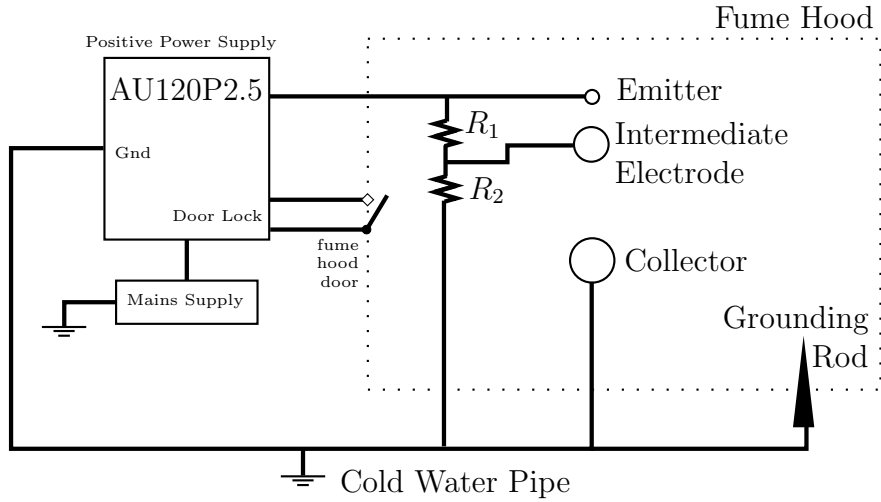 Fume Hood
Positive Power Supply
AU120P2.5
Emitter
R1
Intermediate
Electrode
Gnd
R2
Door Lock
fume
hood
door
Collector
Mains Supply
Grounding
Rod
Cold Water Pipe